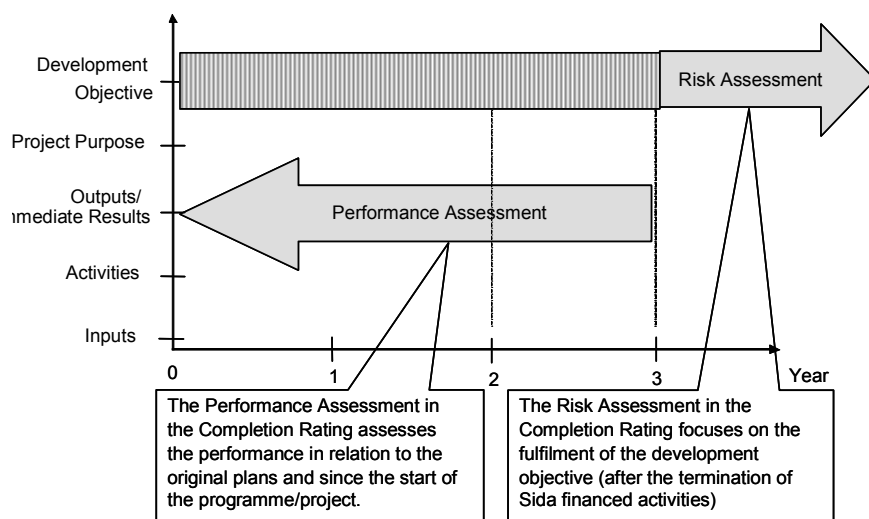 Development
Objective
Risk Assessment
Project Purpose
Outputs/
mmediate Results
Performance Assessment
Activities
Inputs
0
1
2
3
Year
The Performance Assessment in
the Completion Rating assesses
the performance in relation to the
original plans and since the start of
the programme/project.
The Risk Assessment in the
Completion Rating focuses on the
fulfilment of the development
objective (after the termination of
Sida financed activities)